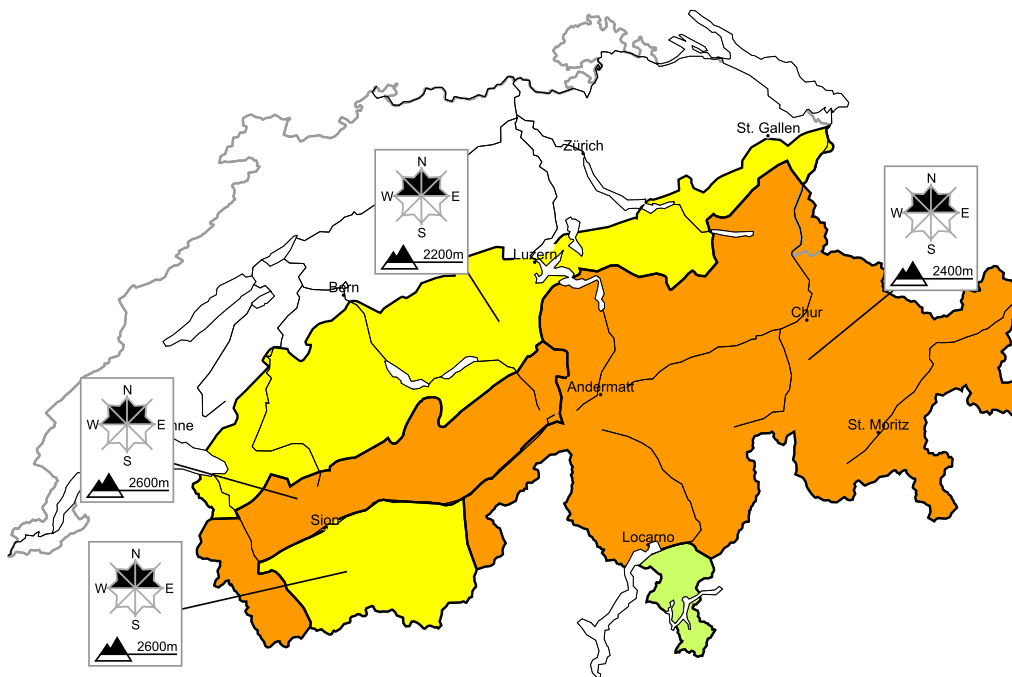 St. Gallen
Zürich
N
W E
S
2200m
N
W E
S
2400m
Luzern
Bern
Chur
N
W E
S
2600m
Andermatt
nne
St. Moritz
Sion
Locarno
N
W E
S
2600m